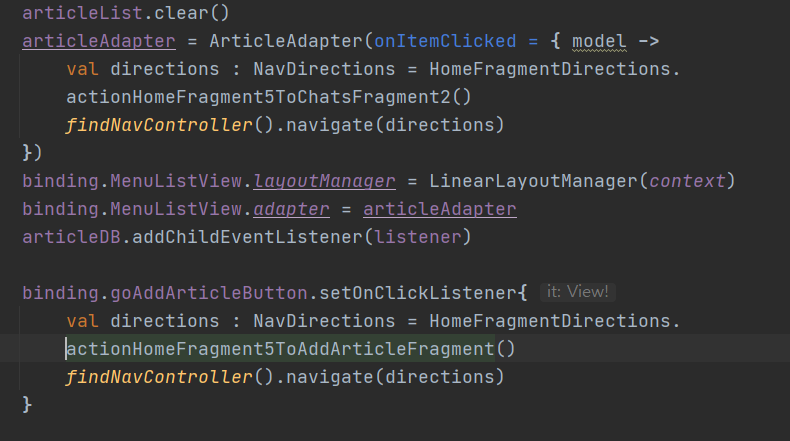 articleList.clear()
articleAdapter = ArticleAdapter(onItemClicked = { model ->
    val directions : NavDirections = HomeFragmentDirections.
    actionHomeFragment5ToChatsFragment2()
    findNavController().navigate(directions)
})
binding.MenuListView.layoutManager = LinearLayoutManager(context)
binding.MenuListView.adapter = articleAdapter
articleDB.addChildEventListener(listener)

binding.goAddArticleButton.setOnClickListener{ it: View!
    val directions : NavDirections = HomeFragmentDirections.
    actionHomeFragment5ToAddArticleFragment()
    findNavController().navigate(directions)
}